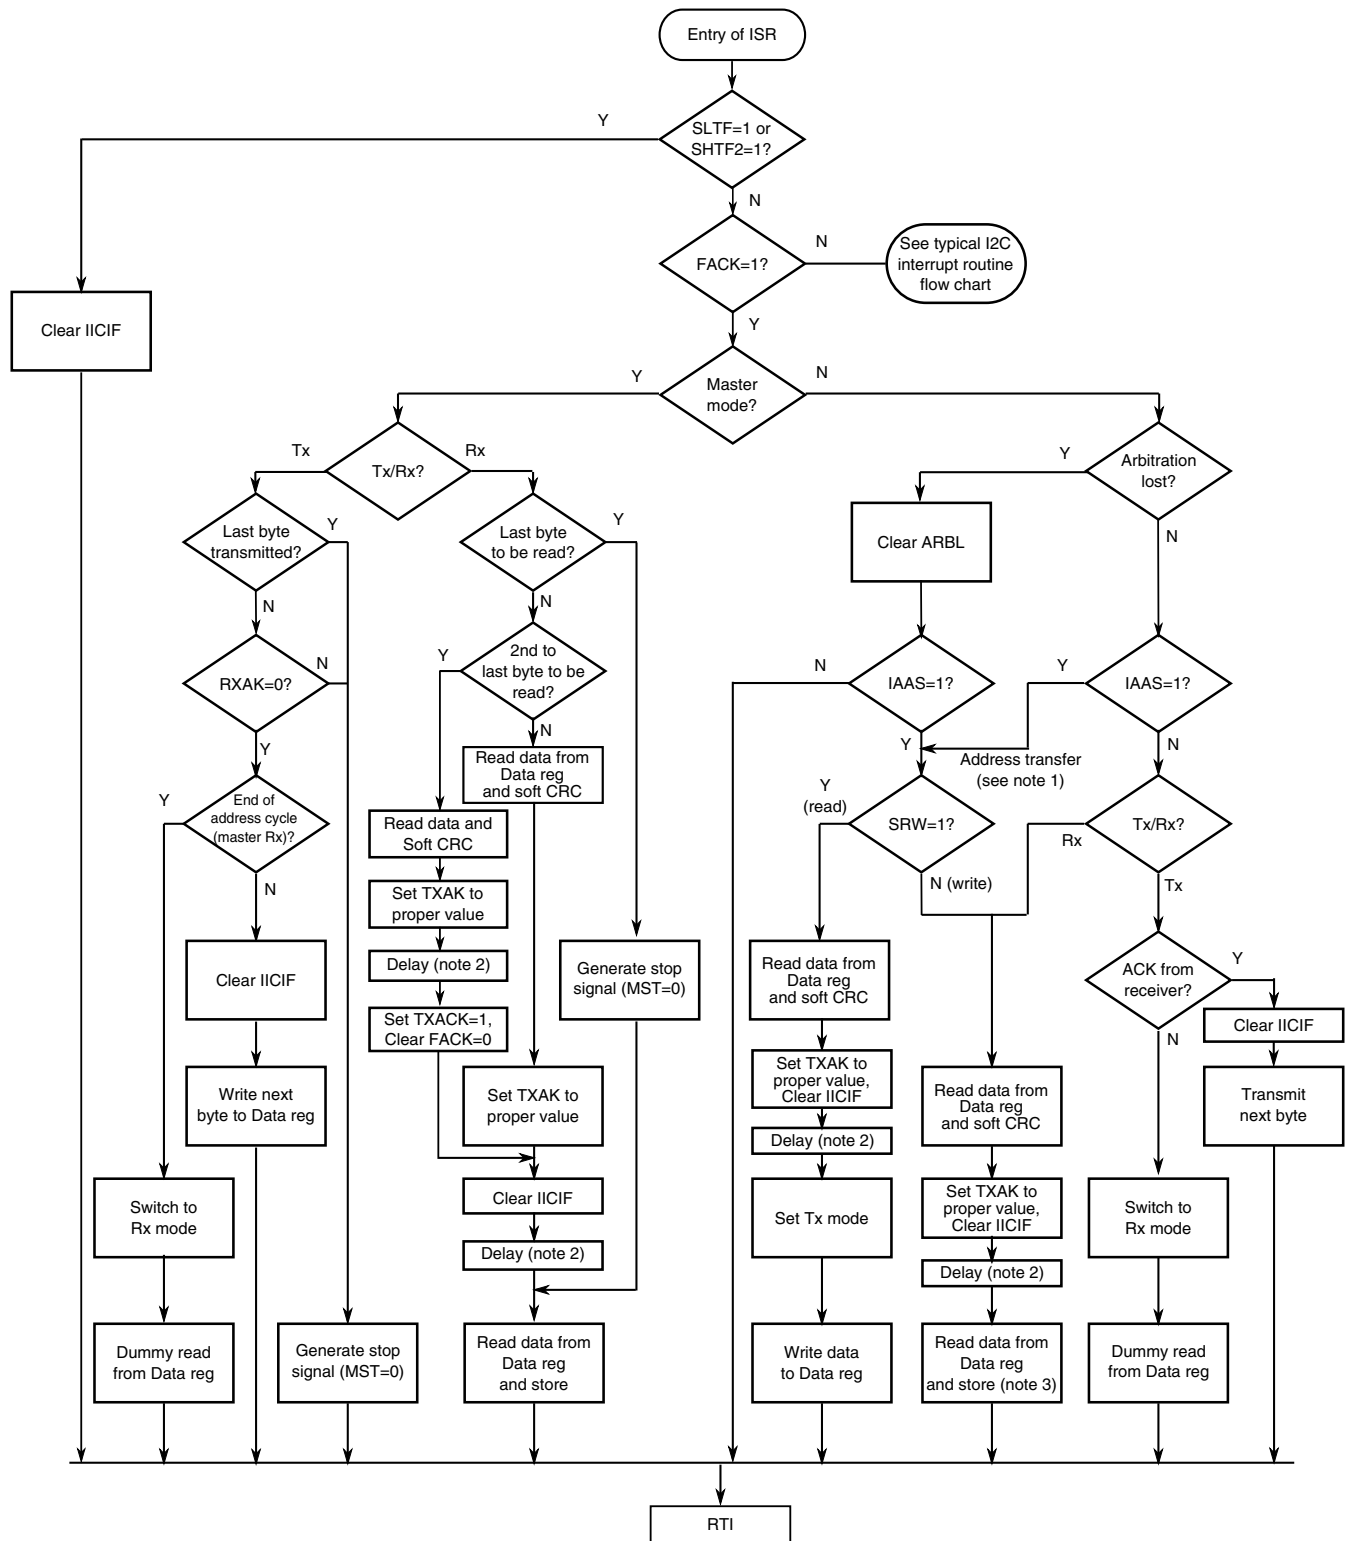 Entry of ISR
Y
SLTF=1 or
SHTF2=1?
N
FACK=1?
N
See typical I2C
interrupt routine
flow chart
Clear IICIF
Y
Y
Master
mode?
N
Tx
Tx/Rx?
Rx
Y
Arbitration
lost?
Last byte
transmitted?
Y
Last byte
to be read?
Y
Clear ARBL
N
N
N
RXAK=0?
N
Y
2nd to
last byte to be
read?
N
IAAS=1?
Y
IAAS=1?
Y
N
Read data from
Data reg
and soft CRC
Y
Address transfer
(see note 1)
N
Y
End of
address cycle
(master Rx)?
Read data and
Soft CRC
Y
(read)
SRW=1?
Rx
Tx/Rx?
N
Set TXAK to
proper value
N (write)
Tx
Clear IICIF
Delay (note 2)
Generate stop
signal (MST=0)
Read data from
Data reg
and soft CRC
ACK from
receiver?
Y
Set TXACK=1,
Clear FACK=0
N
Clear IICIF
Write next
byte to Data reg
Set TXAK to
proper value
Set TXAK to
proper value,
Clear IICIF
Read data from
Data reg
and soft CRC
Transmit
next byte
Delay (note 2)
Switch to
Rx mode
Clear IICIF
Set Tx mode
Set TXAK to
proper value,
Clear IICIF
Switch to
Rx mode
Delay (note 2)
Delay (note 2)
Dummy read
from Data reg
Generate stop
signal (MST=0)
Read data from
Data reg
and store
Write data
to Data reg
Read data from
Data reg
and store (note 3)
Dummy read
from Data reg
RTI